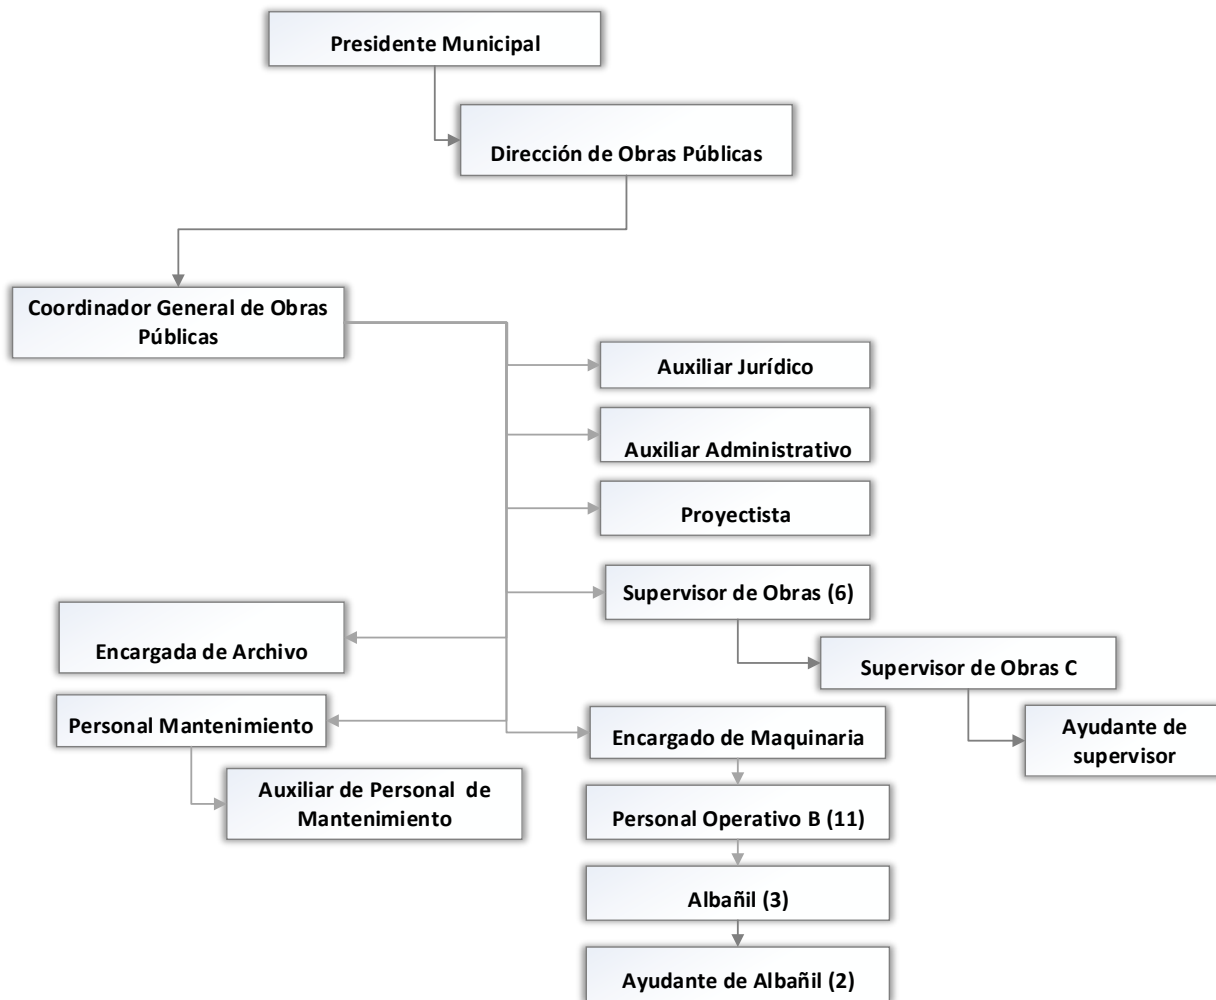 Presidente Municipal
Dirección de Obras Públicas
Coordinador General de Obras
Públicas
Auxiliar Jurídico
Auxiliar Administrativo
Proyectista
Supervisor de Obras (6)
Encargada de Archivo
Supervisor de Obras C
Personal Mantenimiento
Encargado de Maquinaria
Ayudante de
supervisor
Auxiliar de Personal de
Mantenimiento
Personal Operativo B (11)
Albañil (3)
Ayudante de Albañil (2)